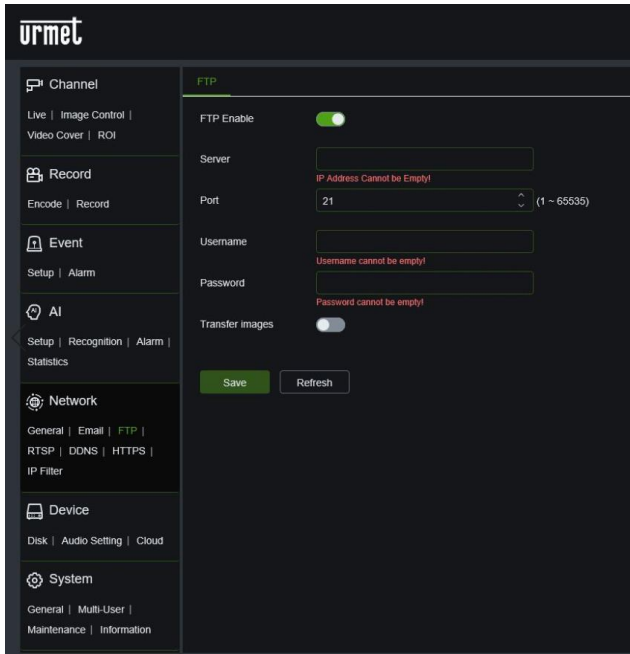 urmet
Channel
Live | Image Control |
Video Cover | ROI
Record
Encode | Record
Event
Setup | Alarm
AI
Setup | Recognition | Alarm |
Statistics
Network
General | Email | FTP |
RTSP | DDNS | HTTPS |
IP Filter
Device
Disk | Audio Setting | Cloud
System
General | Multi-User |
Maintenance | Information
FTP
FTP Enable
Server
IP Address Cannot be Empty!
Port 21 (1 ~ 65535)
Username
Username cannot be empty!
Password
Password cannot be empty!
Transfer images
Save Refresh